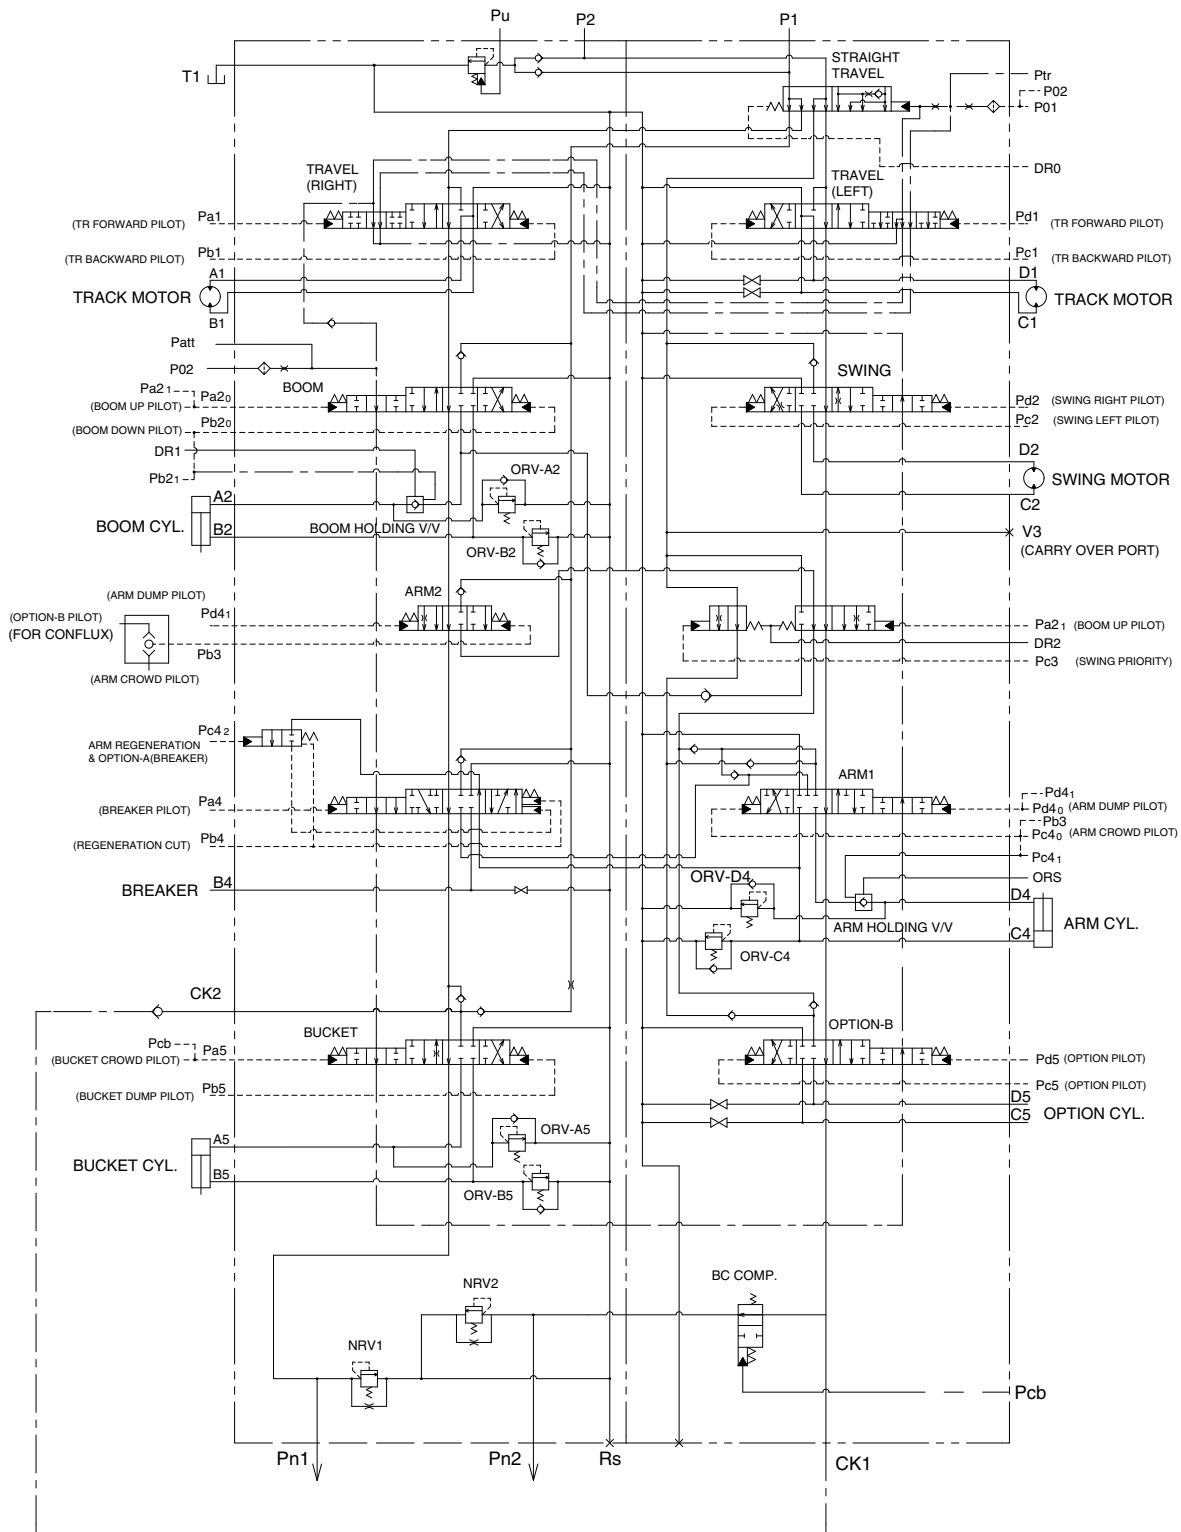 Pu
P2
P1
T1
STRAIGHT
TRAVEL
Ptr
P02
P01
DR0
TRAVEL
(RIGHT)
TRAVEL
(LEFT)
(TR FORWARD PILOT) Pa1
Pd1 (TR FORWARD PILOT)
(TR BACKWARD PILOT) Pb1
Pc1 (TR BACKWARD PILOT)
A1
D1
TRACK MOTOR
TRACK MOTOR
B1
C1
Patt
P02
BOOM
SWING
Pa21
(BOOM UP PILOT) Pa20
Pd2 (SWING RIGHT PILOT)
(BOOM DOWN PILOT) Pb20
Pc2 (SWING LEFT PILOT)
DR1
D2
Pb21
ORV-A2
SWING MOTOR
A2
C2
BOOM CYL.
B2
BOOM HOLDING V/V
V3
(CARRY OVER PORT)
ORV-B2
(ARM DUMP PILOT)
ARM2
(OPTION-B PILOT)
(FOR CONFLUX)
Pd41
Pa21 (BOOM UP PILOT)
DR2
Pb3
Pc3 (SWING PRIORITY)
(ARM CROWD PILOT)
Pc42
ARM REGENERATION
& OPTION-A(BREAKER)
ARM1
Pd41
(BREAKER PILOT) Pa4
Pd40 (ARM DUMP PILOT)
Pb3
Pc40 (ARM CROWD PILOT)
(REGENERATION CUT) Pb4
Pc41
ORS
BREAKER B4
ORV-D4
D4
ARM HOLDING V/V
ARM CYL.
C4
ORV-C4
CK2
BUCKET
OPTION-B
Pcb
(BUCKET CROWD PILOT) Pa5
Pd5 (OPTION PILOT)
(BUCKET DUMP PILOT) Pb5
Pc5 (OPTION PILOT)
D5
C5
OPTION CYL.
ORV-A5
A5
BUCKET CYL.
B5
ORV-B5
BC COMP.
NRV2
NRV1
Pcb
Pn1
Pn2
Rs
CK1